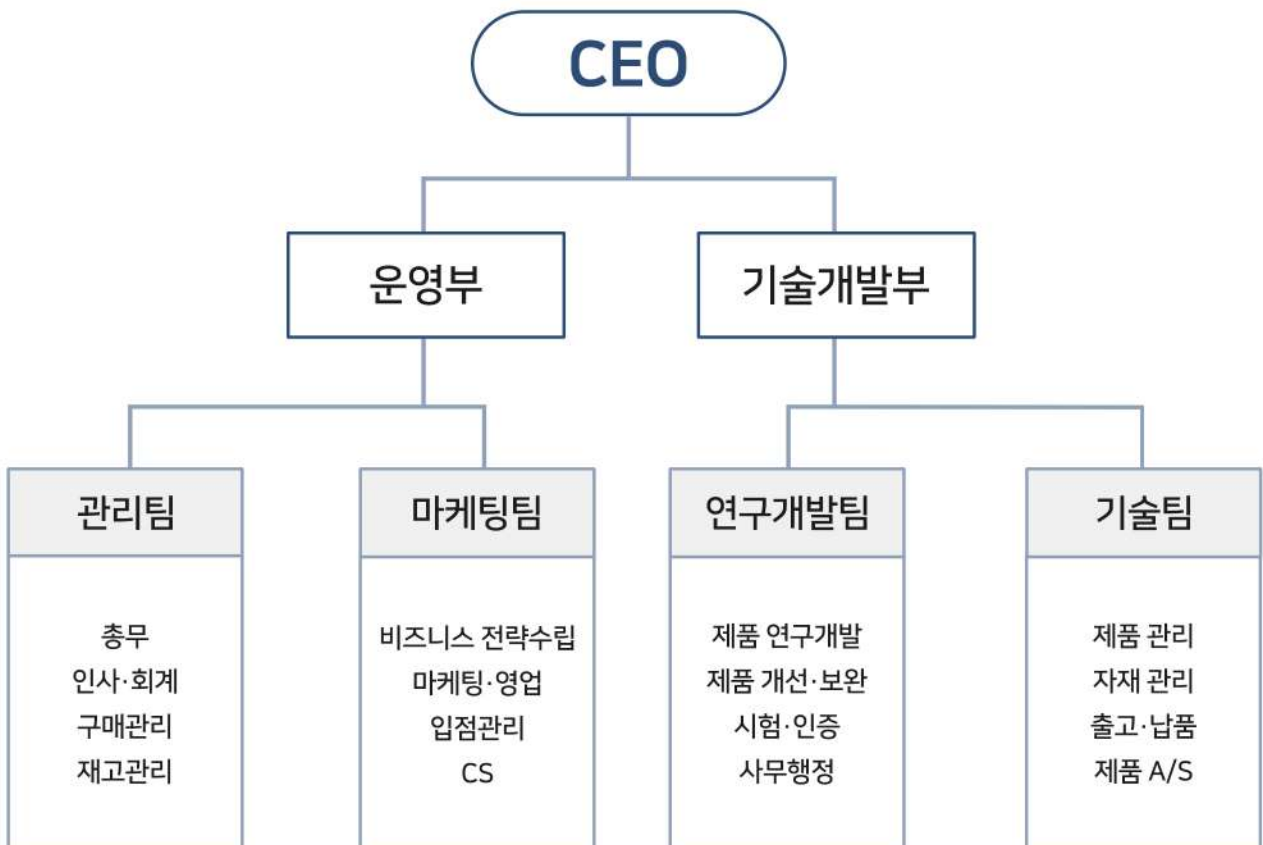 CEO
운영부
기술개발부
관리팀
총무
인사·회계
구매관리
재고관리
마케팅팀
비즈니스 전략수립
마케팅·영업
입점관리
CS
연구개발팀
제품 연구개발
제품 개선·보완
시험·인증
사무행정
기술팀
제품 관리
자재 관리
출고·납품
제품 A/S